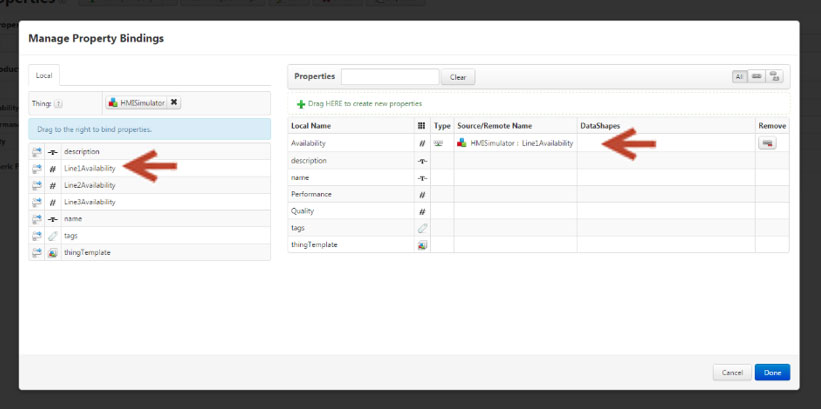 Manage Property Bindings
Local
Thing:
HMISimulator
Drag to the right to bind properties.
description
Line1Availability
Line2Availability
Line3Availability
name
tags
thingTemplate
Properties
Clear
All
Drag HERE to create new properties
Local Name # Type Source/Remote Name DataShapes Remove
Availability # HMISimulator : Line1Availability
description
name
Performance #
Quality #
tags
thingTemplate
Cancel
Done